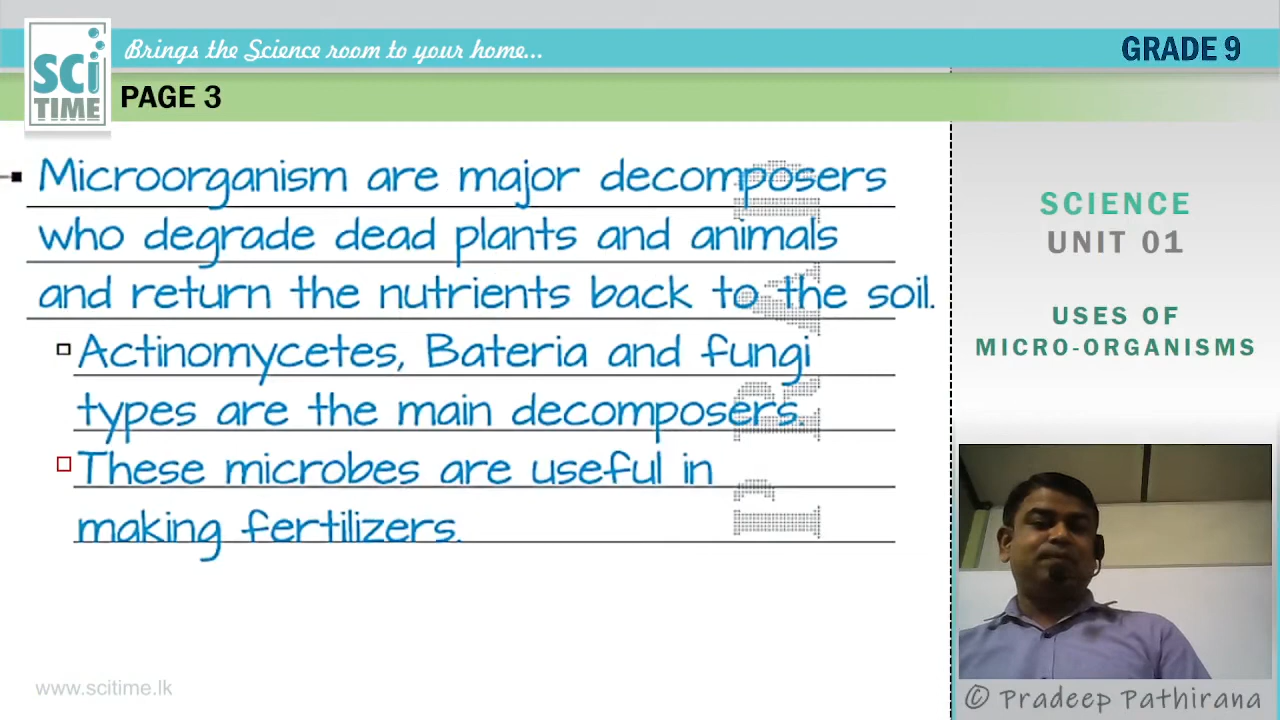 SCi
TIME
Brings the Science room to your home...
GRADE 9
PAGE 3
Microorganism are major decomposers
who degrade dead plants and animals
and return the nutrients back to the soil.
Actinomycetes, Bateria and fungi
types are the main decomposers.
These microbes are useful in
making fertilizers.
SCIENCE
UNIT 01
USES OF
MICRO-ORGANISMS
www.scitime.lk
© Pradeep Pathirana